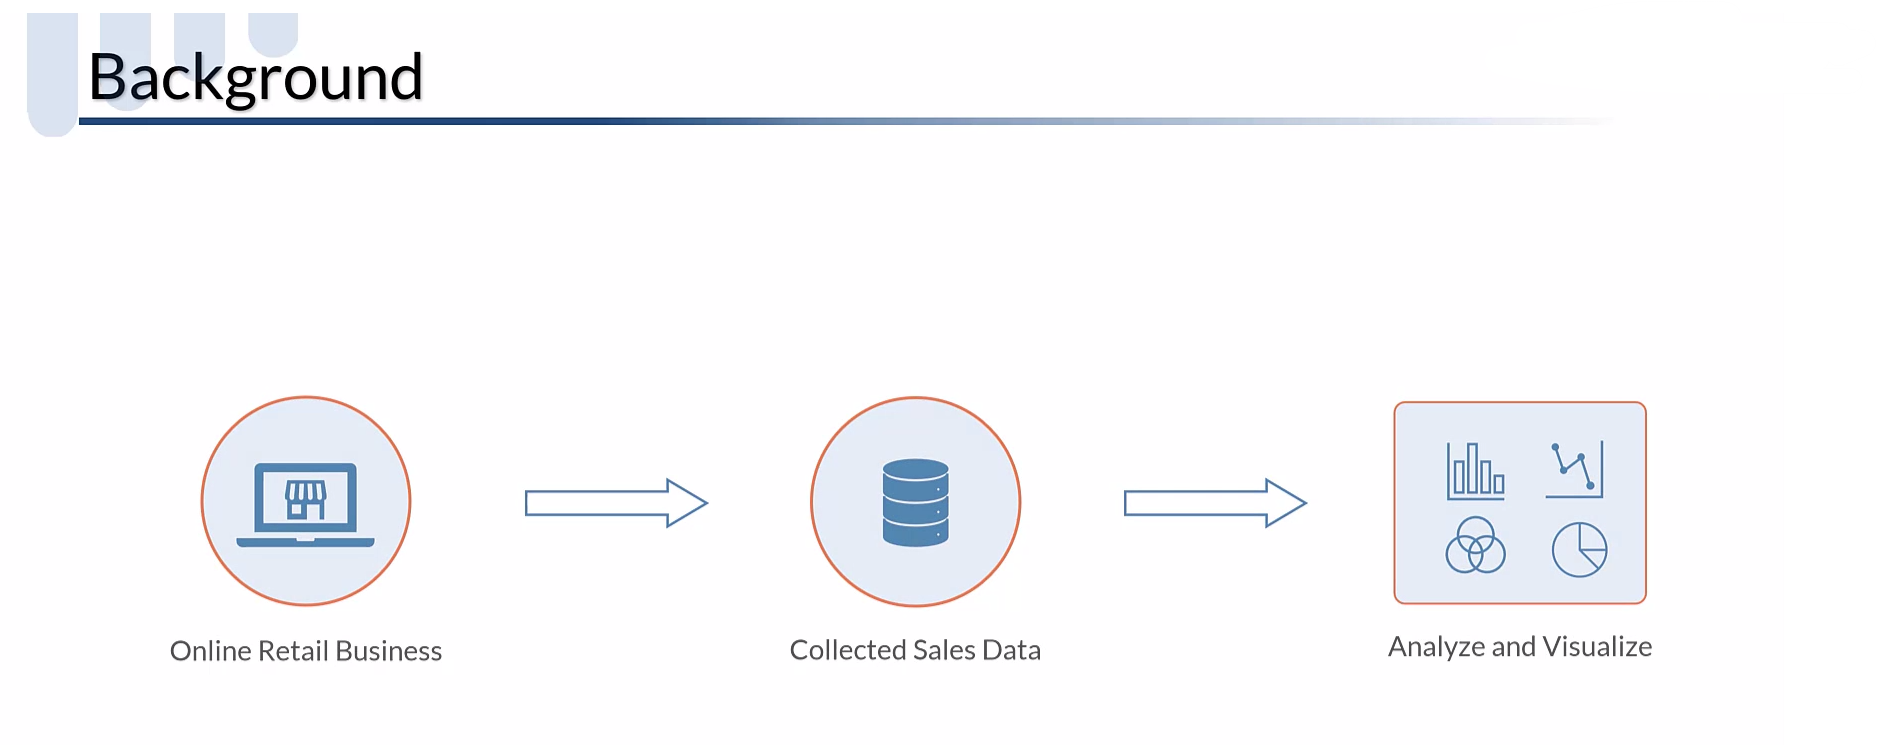 Background
Online Retail Business
Collected Sales Data
Analyze and Visualize